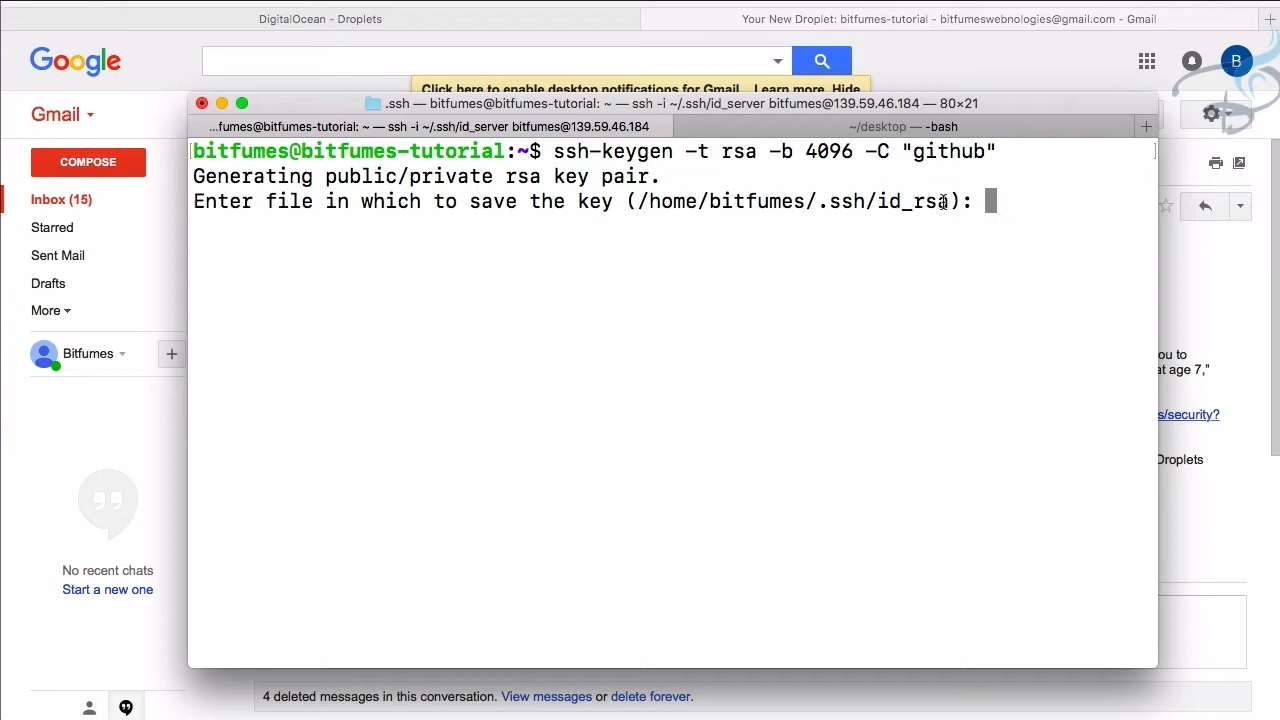 DigitalOcean - Droplets
Your New Droplet: bitfumes-tutorial - bitfumeswebnologies@gmail.com - Gmail
Google
Click here to enable desktop notifications for Gmail. Learn more Hide
B
Gmail
.ssh — bitfumes@bitfumes-tutorial: ~ — ssh -i ~/.ssh/id_server bitfumes@139.59.46.184 — 80×21
...fumes@bitfumes-tutorial: ~ — ssh -i ~/.ssh/id_server bitfumes@139.59.46.184
~/desktop — -bash
COMPOSE
Inbox (15)
Starred
Sent Mail
Drafts
More
Bitfumes
bitfumes@bitfumes-tutorial:~$ ssh-keygen -t rsa -b 4096 -C "github"
Generating public/private rsa key pair.
Enter file in which to save the key (/home/bitfumes/.ssh/id_rsa):
you to
at age 7,"
s/security?
Droplets
No recent chats
Start a new one
4 deleted messages in this conversation. View messages or delete forever.